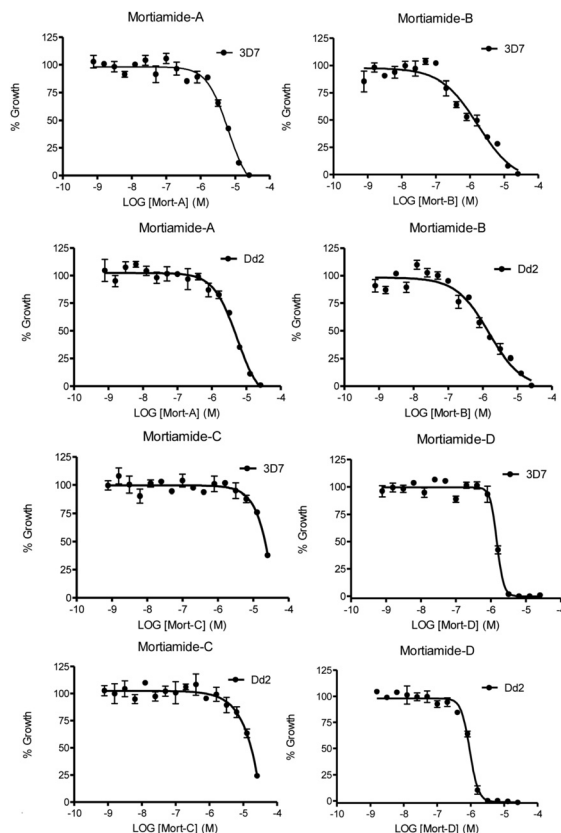 Mortiamide-A
% Growth
125
100
75
50
25
0
3D7
-10 -9 -8 -7 -6 -5 -4
LOG [Mort-A] (M)
Mortiamide-B
% Growth
125
100
75
50
25
0
3D7
-10 -9 -8 -7 -6 -5 -4
LOG [Mort-B] (M)
Mortiamide-A
% Growth
125
100
75
50
25
0
Dd2
-10 -9 -8 -7 -6 -5 -4
LOG [Mort-A] (M)
Mortiamide-B
% Growth
125
100
75
50
25
0
Dd2
-10 -9 -8 -7 -6 -5 -4
LOG [Mort-B] (M)
Mortiamide-C
% Growth
125
100
75
50
25
0
3D7
-10 -9 -8 -7 -6 -5 -4
LOG [Mort-C] (M)
Mortiamide-D
% Growth
125
100
75
50
25
0
3D7
-10 -9 -8 -7 -6 -5 -4
LOG [Mort-D] (M)
Mortiamide-C
% Growth
125
100
75
50
25
0
Dd2
-10 -9 -8 -7 -6 -5 -4
LOG [Mort-C] (M)
Mortiamide-D
% Growth
125
100
75
50
25
0
Dd2
-10 -9 -8 -7 -6 -5 -4
LOG [Mort-D] (M)